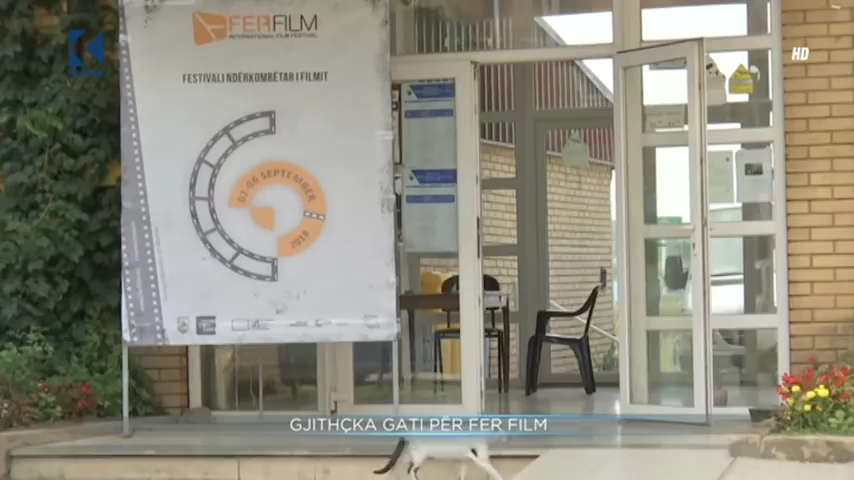 FERFILM
INTERNATIONAL FILM FESTIVAL
HD
FESTIVALI NDËRKOMBËTAR I FILMIT
02-06 SEPTEMBER
2018
GJITHÇKA GATI PËR FER FILM